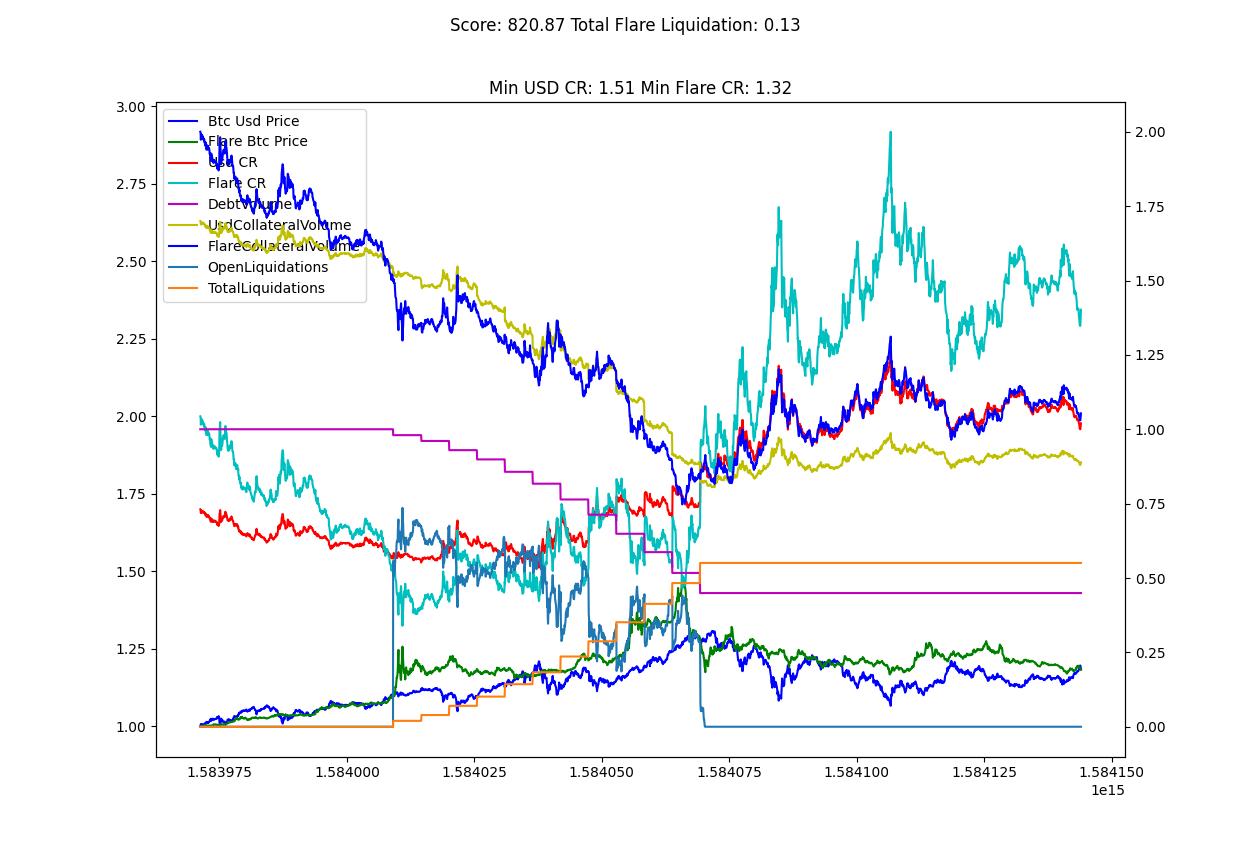 Score: 820.87 Total Flare Liquidation: 0.13
Min USD CR: 1.51 Min Flare CR: 1.32
3.00
2.75
2.50
2.25
2.00
1.75
1.50
1.25
1.00
Btc Usd Price
Flare Btc Price
Usd CR
Flare CR
DebtVolume
UsdCollateralVolume
FlareCollateralVolume
OpenLiquidations
TotalLiquidations
2.00
1.75
1.50
1.25
1.00
0.75
0.50
0.25
0.00
1.583975 1.584000 1.584025 1.584050 1.584075 1.584100 1.584125 1.584150
1e15